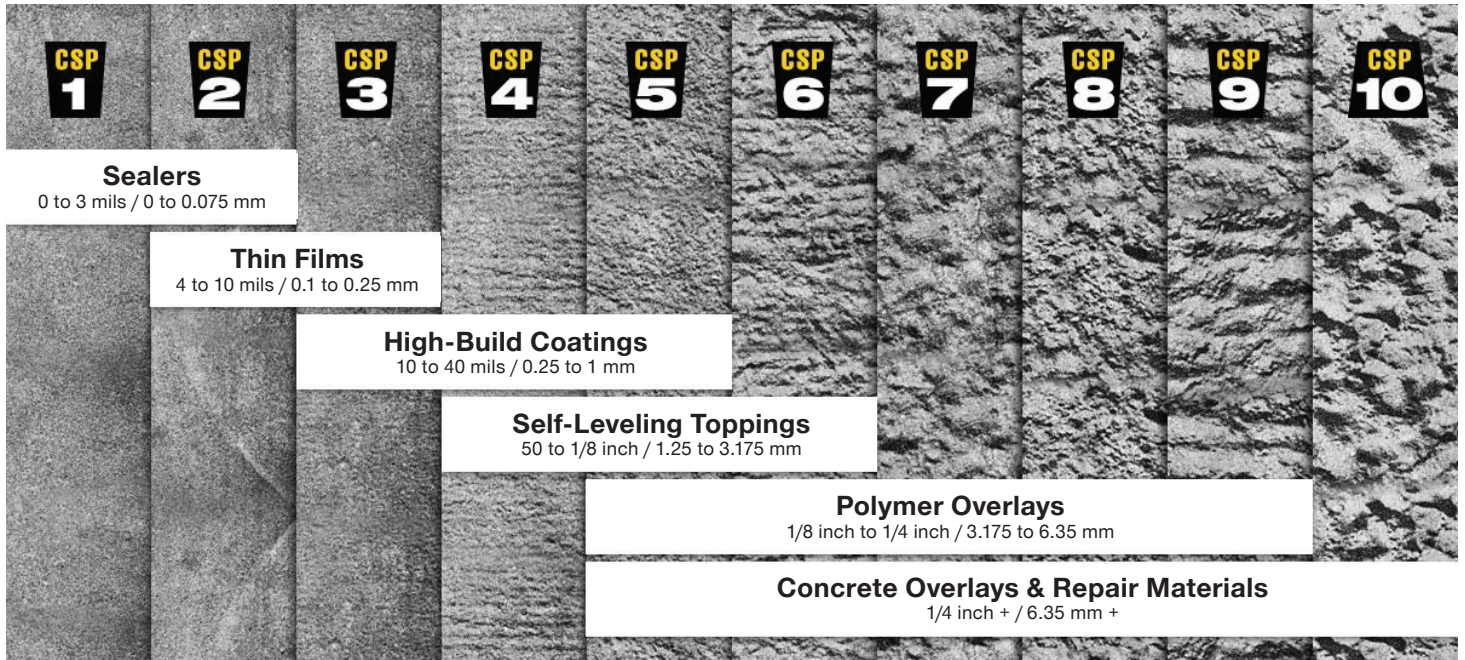 CSP
1
CSP
2
CSP
3
CSP
4
CSP
5
CSP
6
CSP
7
CSP
8
CSP
9
CSP
10
Sealers
0 to 3 mils / 0 to 0.075 mm
Thin Films
4 to 10 mils / 0.1 to 0.25 mm
High-Build Coatings
10 to 40 mils / 0.25 to 1 mm
Self-Leveling Toppings
50 to 1/8 inch / 1.25 to 3.175 mm
Polymer Overlays
1/8 inch to 1/4 inch / 3.175 to 6.35 mm
Concrete Overlays & Repair Materials
1/4 inch + / 6.35 mm +